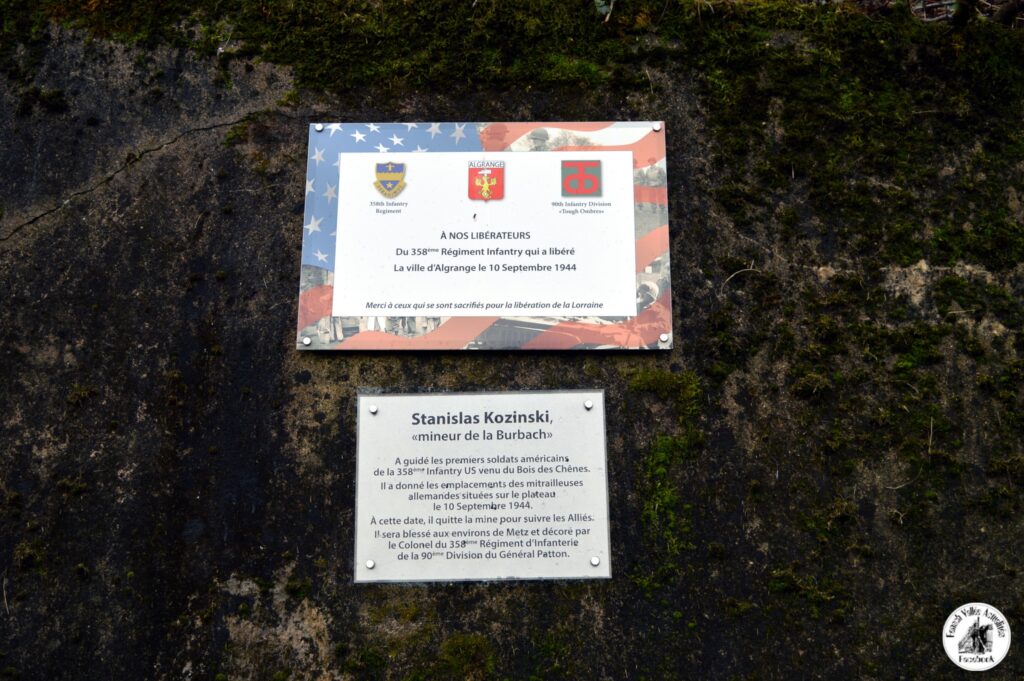 358th Infantry
Regiment
ALGRANGE
90th Infantry Division
«Tough Ombres»
À NOS LIBÉRATEURS
Du 358ème Régiment Infantry qui a libéré
La ville d'Algrange le 10 Septembre 1944
Merci à ceux qui se sont sacrifiés pour la libération de la Lorraine
Stanislas Kozinski,
«mineur de la Burbach»
A guidé les premiers soldats américains
de la 358ème Infantry US venu du Bois des Chênes.
Il a donné les emplacements des mitrailleuses
allemandes situées sur le plateau
le 10 Septembre 1944.
À cette date, il quitte la mine pour suivre les Alliés.
Il sera blessé aux environs de Metz et décoré par
le Colonel du 358ème Régiment d'Infanterie
de la 90ème Division du Général Patton.
Facebook